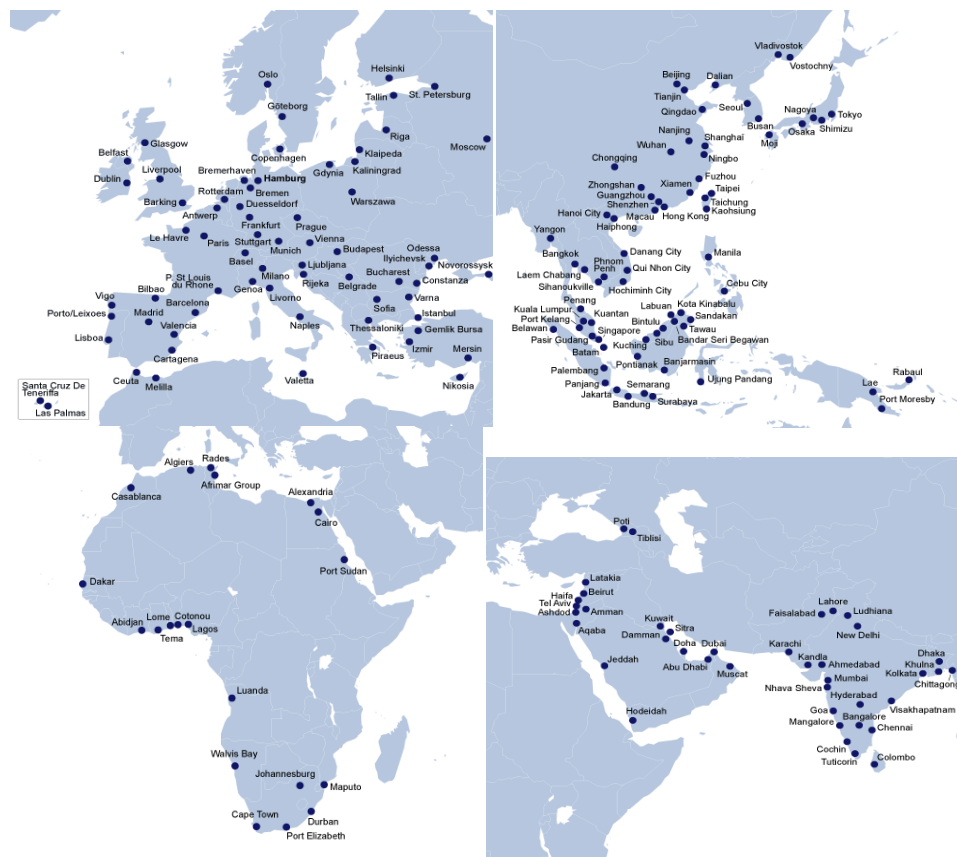 Oslo
Helsinki
Tallin
St. Petersburg
Göteborg
Riga
Moscow
Glasgow
Belfast
Copenhagen
Klaipeda
Kaliningrad
Gdynia
Dublin
Liverpool
Bremerhaven
Hamburg
Rotterdam
Bremen
Barking
Duesseldorf
Warszawa
Antwerp
Frankfurt
Prague
Le Havre
Paris
Stuttgart
Vienna
Munich
Budapest
Odessa
Ilyichevsk
Basel
Ljubljana
Bucharest
Novorossysk
P. St Louis
du Rhone
Milano
Rijeka
Belgrade
Constanza
Bilbao
Genoa
Livorno
Vigo
Barcelona
Varna
Madrid
Sofia
Porto/Leixoes
Istanbul
Valencia
Naples
Thessaloniki
Gemlik Bursa
Lisboa
Cartagena
Piraeus
Izmir
Mersin
Ceuta
Melilla
Valetta
Nikosia
Santa Cruz De
Teneriffa
Las Palmas
Vladivostok
Vostochny
Beijing
Dalian
Tianjin
Seoul
Nagoya
Tokyo
Qingdao
Busan
Osaka
Shimizu
Nanjing
Shanghai
Moji
Wuhan
Ningbo
Chongqing
Fuzhou
Zhongshan
Xiamen
Taipei
Guangzhou
Taichung
Shenzhen
Kaohsiung
Hanoi City
Macau
Hong Kong
Haiphong
Yangon
Danang City
Manila
Bangkok
Phnom
Penh
Qui Nhon City
Laem Chabang
Sihanoukville
Hochiminh City
Cebu City
Penang
Labuan
Kota Kinabalu
Kuala Lumpur
Kuantan
Sandakan
Port Kelang
Bintulu
Belawan
Singapore
Tawau
Pasir Gudang
Sibu
Bandar Seri Begawan
Kuching
Batam
Pontianak
Banjarmasin
Palembang
Rabaul
Panjang
Semarang
Ujung Pandang
Lae
Jakarta
Port Moresby
Bandung
Surabaya
Algiers
Rades
Afrimar Group
Casablanca
Alexandria
Cairo
Port Sudan
Dakar
Abidjan
Lome
Cotonou
Tema
Lagos
Luanda
Walvis Bay
Johannesburg
Maputo
Cape Town
Durban
Port Elizabeth
Poti
Tiblisi
Latakia
Beirut
Haifa
Tel Aviv
Ashdod
Amman
Aqaba
Kuwait
Sitra
Damman
Doha
Dubai
Jeddah
Abu Dhabi
Muscat
Hodeidah
Lahore
Faisalabad
Ludhiana
New Delhi
Karachi
Kandla
Ahmedabad
Dhaka
Khulna
Kolkata
Chittagong
Mumbai
Nhava Sheva
Hyderabad
Goa
Visakhapatnam
Mangalore
Bangalore
Chennai
Cochin
Tuticorin
Colombo